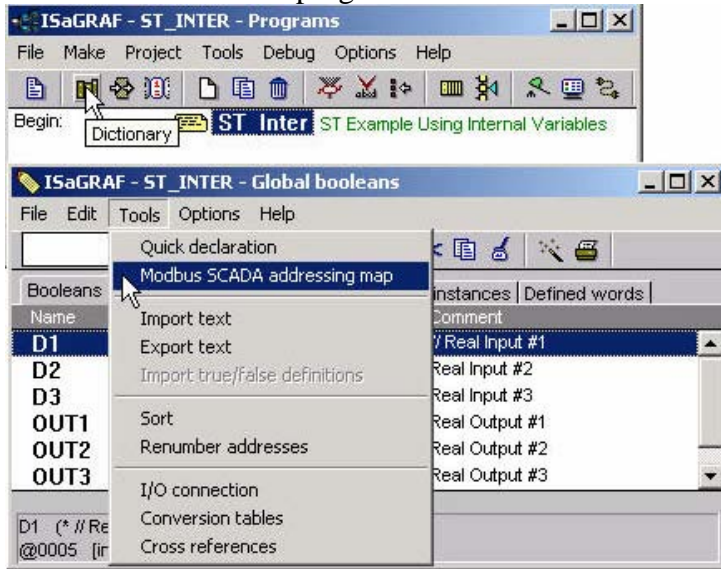 ISaGRAF - ST_INTER - Programs
File Make Project Tools Debug Options Help
Begin: ST_Inter ST Example Using Internal Variables
Dictionary
ISaGRAF - ST_INTER - Global booleans
File Edit Tools Options Help
Quick declaration
Modbus SCADA addressing map
Booleans instances Defined words
Import text
Export text
Import true/false definitions
Sort
Renumber addresses
I/O connection
Conversion tables
Cross references
Name Comment
D1 // Real Input #1
D2 Real Input #2
D3 Real Input #3
OUT1 Real Output #1
OUT2 Real Output #2
OUT3 Real Output #3
D1 (* // Re
@0005